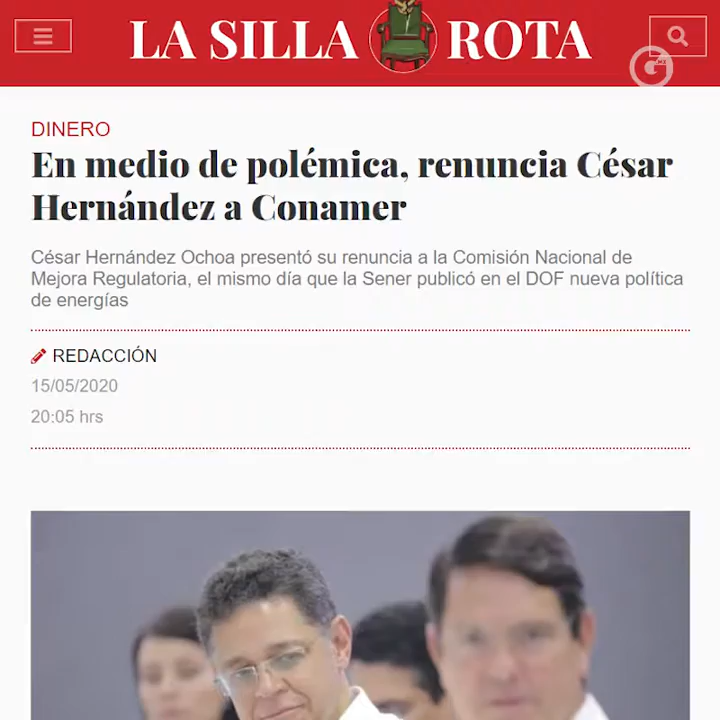 LA SILLA ROTA
DINERO
En medio de polémica, renuncia César
Hernández a Conamer
César Hernández Ochoa presentó su renuncia a la Comisión Nacional de
Mejora Regulatoria, el mismo día que la Sener publicó en el DOF nueva política
de energías
REDACCIÓN
15/05/2020
20:05 hrs